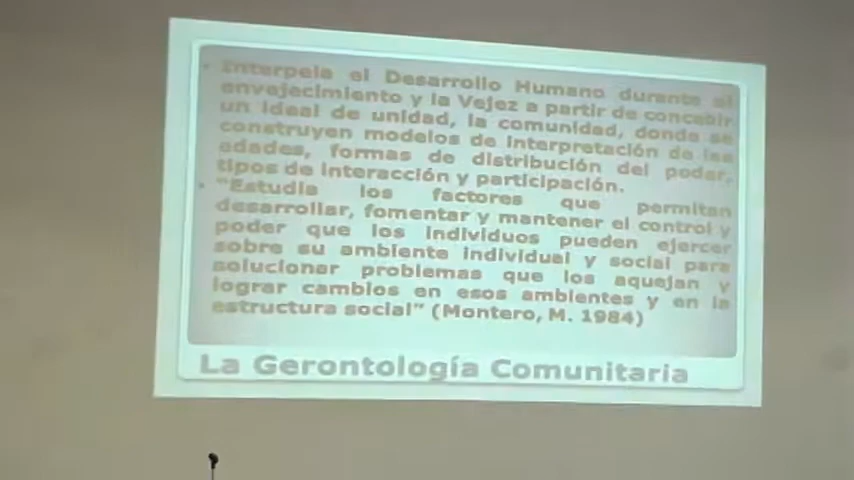 • Interpela el Desarrollo Humano durante el
envejecimiento y la Vejez a partir de concebir
un ideal de unidad, la comunidad, donde se
construyen modelos de interpretación de las
edades, formas de distribución del poder,
tipos de interacción y participación.
• "Estudia los factores que permitan
desarrollar, fomentar y mantener el control y
poder que los individuos pueden ejercer
sobre su ambiente individual y social para
solucionar problemas que los aquejan y
lograr cambios en esos ambientes y en la
estructura social" (Montero, M. 1984)
La Gerontología Comunitaria